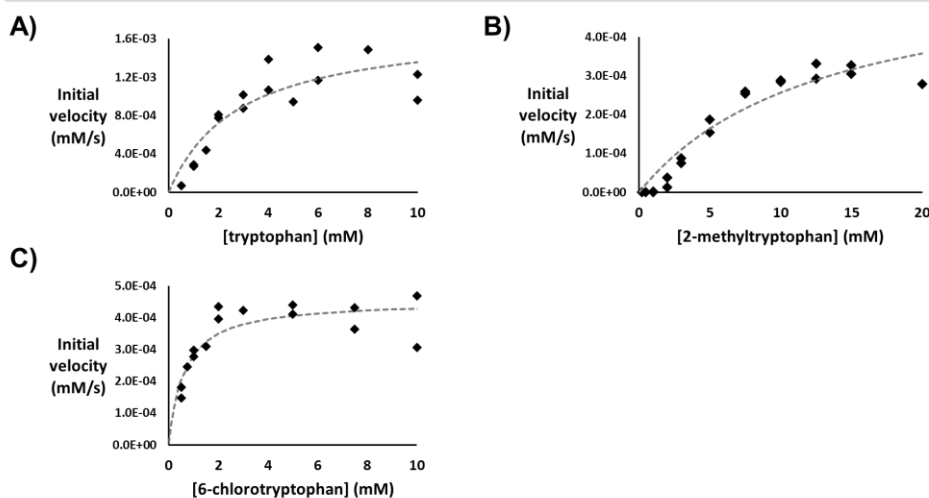 A)
1.6E-03
1.2E-03
8.0E-04
4.0E-04
0.0E+00
Initial
velocity
(mM/s)
0 2 4 6 8 10
[tryptophan] (mM)
B)
4.0E-04
3.0E-04
2.0E-04
1.0E-04
0.0E+00
Initial
velocity
(mM/s)
0 5 10 15 20
[2-methyltryptophan] (mM)
C)
5.0E-04
4.0E-04
3.0E-04
2.0E-04
1.0E-04
0.0E+00
Initial
velocity
(mM/s)
0 2 4 6 8 10
[6-chlorotryptophan] (mM)